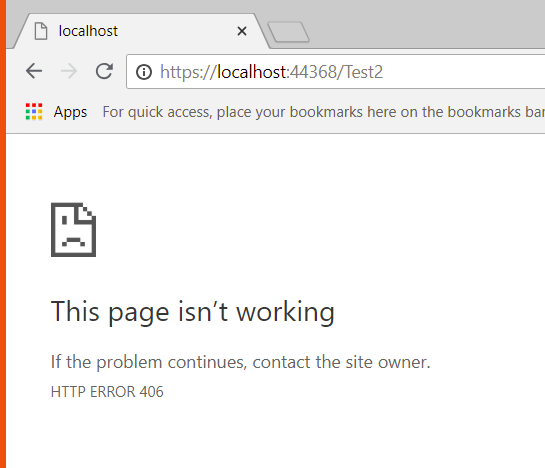 localhost
https://localhost:44368/Test2
Apps For quick access, place your bookmarks here on the bookmarks bar
This page isn’t working
If the problem continues, contact the site owner.
HTTP ERROR 406